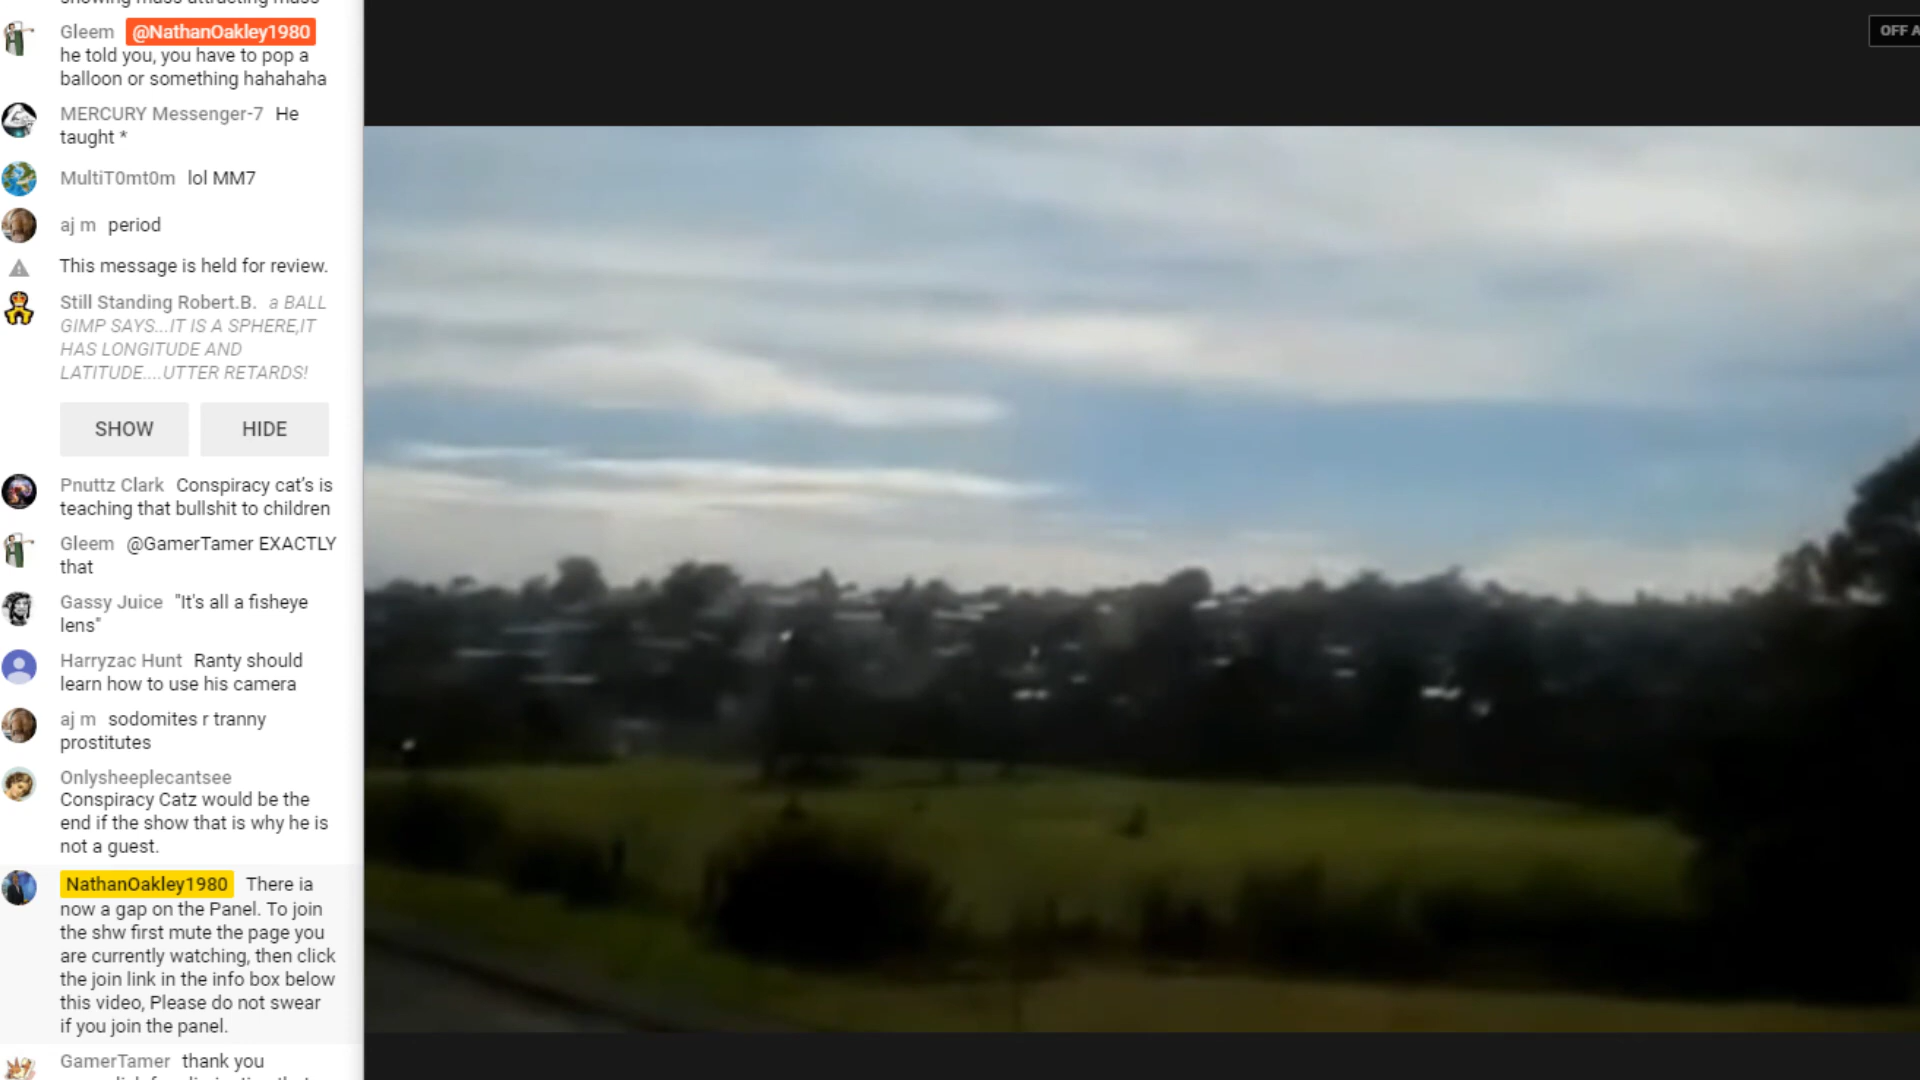 Gleem @NathanOakley1980
he told you, you have to pop a
balloon or something hahahaha
MERCURY Messenger-7 He
taught *
MultiT0mt0m lol MM7
aj m period
This message is held for review.
Still Standing Robert.B. a BALL
GIMP SAYS...IT IS A SPHERE,IT
HAS LONGITUDE AND
LATITUDE....UTTER RETARDS!
SHOW HIDE
Pnuttz Clark Conspiracy cat's is
teaching that bullshit to children
Gleem @GamerTamer EXACTLY
that
Gassy Juice "It's all a fisheye
lens"
Harryzac Hunt Ranty should
learn how to use his camera
aj m sodomites r tranny
prostitutes
Onlysheeplecantsee
Conspiracy Catz would be the
end if the show that is why he is
not a guest.
NathanOakley1980 There ia
now a gap on the Panel. To join
the shw first mute the page you
are currently watching, then click
the join link in the info box below
this video, Please do not swear
if you join the panel.
GamerTamer thank you
OFF A